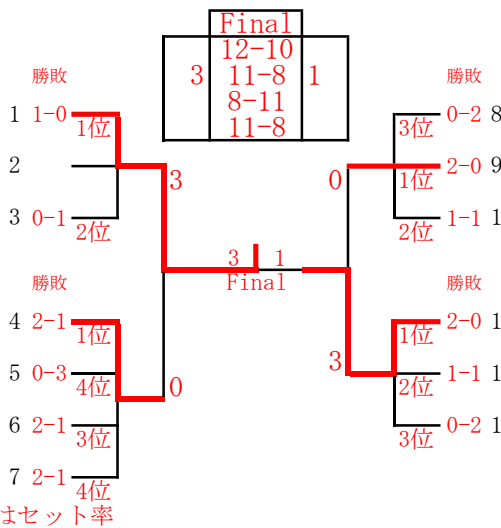 Final
12-10
3 11-8 1
8-11
11-8
勝敗 勝敗
1 1-0 1位
2
3 0-1 2位
3
勝敗
4 2-1 1位
5 0-3 4位
6 2-1 3位
7 2-1 4位
0
はセット率
3 1
Final
0-2 8 3位
2-0 9 1位
1-1 1 2位
0
勝敗
2-0 1 1位
1-1 1 2位
0-2 1 3位
3